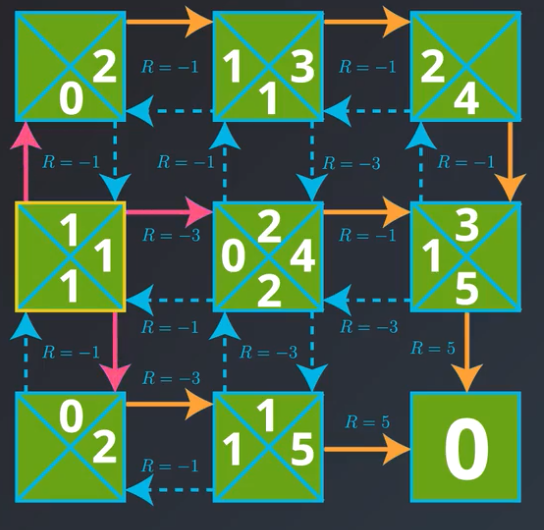 2 R = −1 1 3 R = −1 2
0 1 4
R = −1 R = −1 R = −3 R = −1
1 2 3
1 R = −3 0 4 R = −1 1
1 2 5
R = −1 R = −3
R = −1 R = −3 R = 5
R = −3
0 1
2 1 5 R = 5 0
R = −1